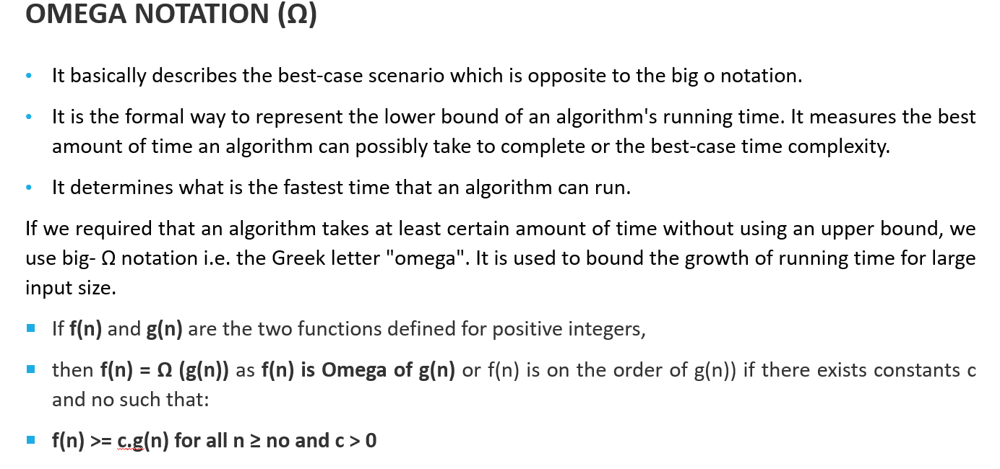 OMEGA NOTATION (Ω)
• It basically describes the best-case scenario which is opposite to the big o notation.
• It is the formal way to represent the lower bound of an algorithm's running time. It measures the best
amount of time an algorithm can possibly take to complete or the best-case time complexity.
• It determines what is the fastest time that an algorithm can run.
If we required that an algorithm takes at least certain amount of time without using an upper bound, we
use big- Ω notation i.e. the Greek letter "omega". It is used to bound the growth of running time for large
input size.
▪ If f(n) and g(n) are the two functions defined for positive integers,
▪ then f(n) = Ω (g(n)) as f(n) is Omega of g(n) or f(n) is on the order of g(n)) if there exists constants c
and no such that:
▪ f(n) >= c.g(n) for all n ≥ no and c > 0